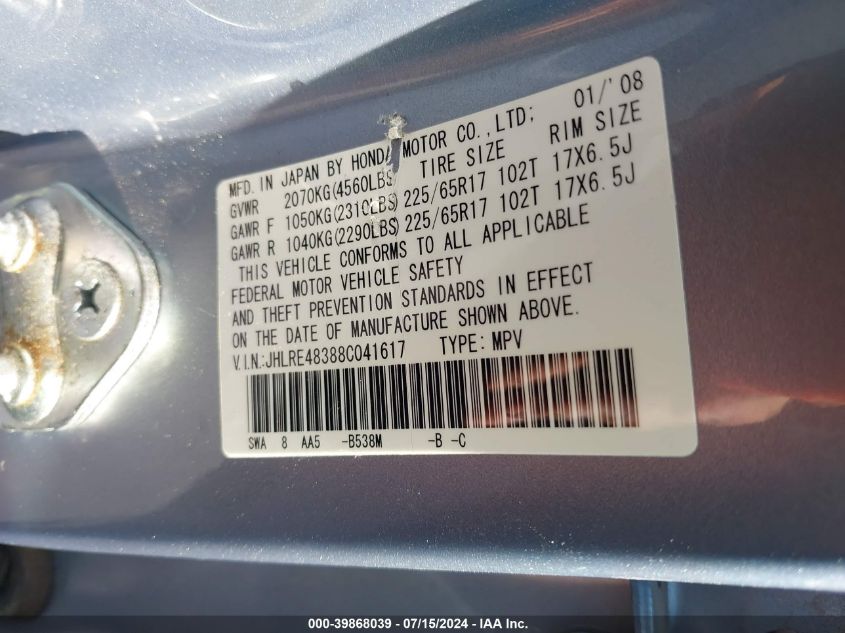 MFD. IN JAPAN BY HONDA MOTOR CO., LTD; 01/'08
GVWR 2070KG(4560LBS) TIRE SIZE RIM SIZE
GAWR F 1050KG(2310LBS) 225/65R17 102T 17X6.5J
GAWR R 1040KG(2290LBS) 225/65R17 102T 17X6.5J
THIS VEHICLE CONFORMS TO ALL APPLICABLE
FEDERAL MOTOR VEHICLE SAFETY
AND THEFT PREVENTION STANDARDS IN EFFECT
ON THE DATE OF MANUFACTURE SHOWN ABOVE.
V.I.N.:JHLRE48388C041617 TYPE: MPV
SWA 8 AA5 -B538M -B -C
000-39868039 - 07/15/2024 - IAA Inc.